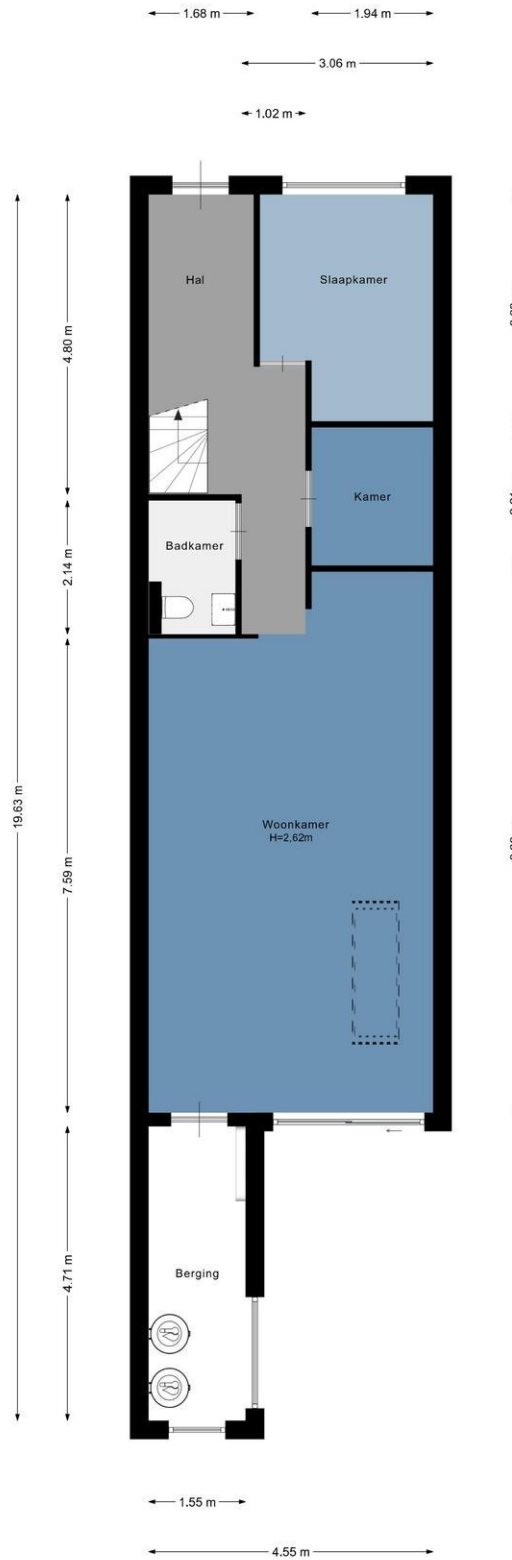 1.68 m
1.94 m
3.06 m
1.02 m
Hal
Slaapkamer
4.80 m
Kamer
Badkamer
2.14 m
19.63 m
Woonkamer
H=2,62m
7.59 m
Berging
4.71 m
1.55 m
4.55 m